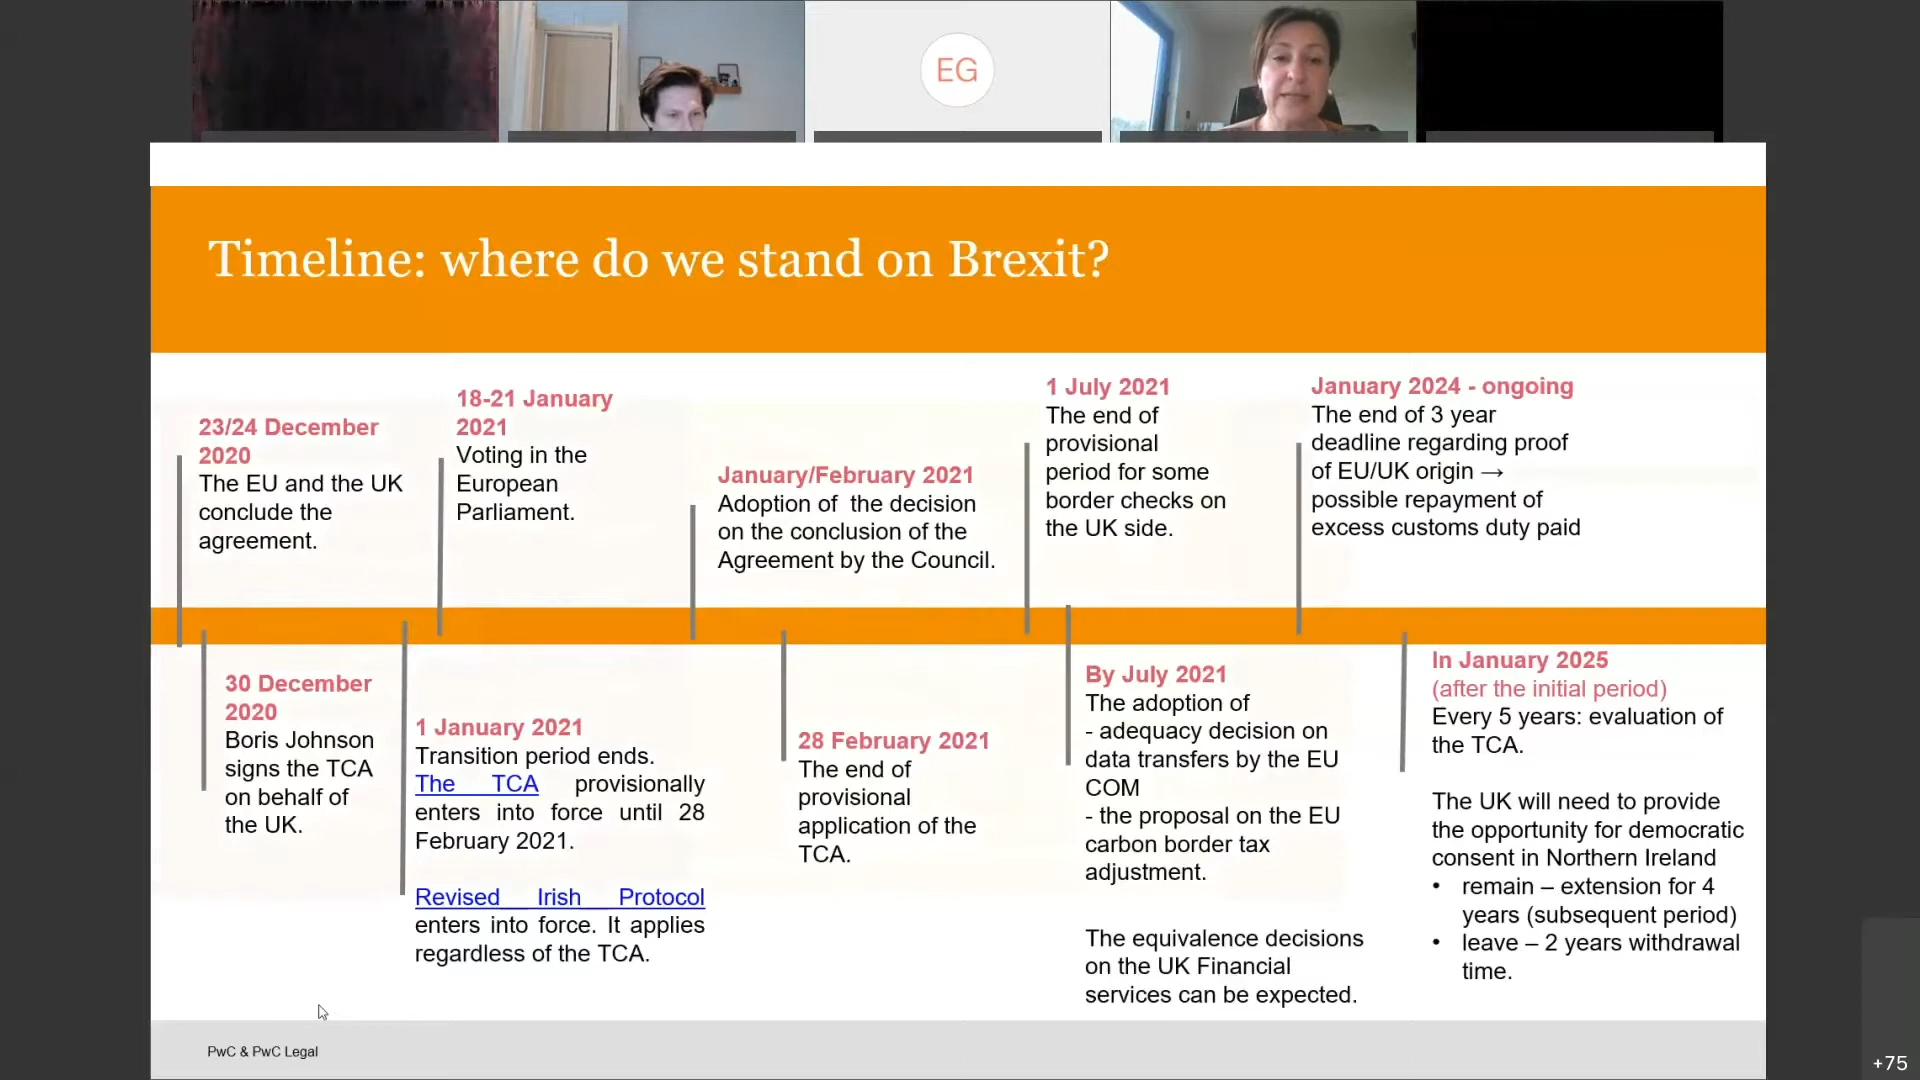 EG
Timeline: where do we stand on Brexit?
23/24 December
2020
The EU and the UK
conclude the
agreement.
18-21 January
2021
Voting in the
European
Parliament.
January/February 2021
Adoption of the decision
on the conclusion of the
Agreement by the Council.
1 July 2021
The end of
provisional
period for some
border checks on
the UK side.
January 2024 - ongoing
The end of 3 year
deadline regarding proof
of EU/UK origin →
possible repayment of
excess customs duty paid
30 December
2020
Boris Johnson
signs the TCA
on behalf of
the UK.
1 January 2021
Transition period ends.
The TCA provisionally
enters into force until 28
February 2021.
Revised Irish Protocol
enters into force. It applies
regardless of the TCA.
28 February 2021
The end of
provisional
application of the
TCA.
By July 2021
The adoption of
- adequacy decision on
data transfers by the EU
COM
- the proposal on the EU
carbon border tax
adjustment.
The equivalence decisions
on the UK Financial
services can be expected.
In January 2025
(after the initial period)
Every 5 years: evaluation of
the TCA.
The UK will need to provide
the opportunity for democratic
consent in Northern Ireland
• remain – extension for 4
years (subsequent period)
• leave – 2 years withdrawal
time.
PwC & PwC Legal
+75